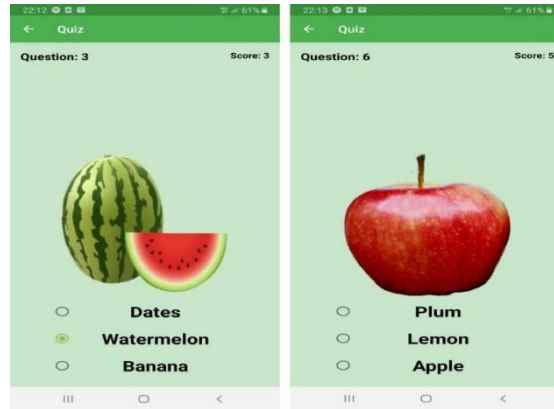 22:12 61%
Quiz
Question: 3 Score: 3
Dates
Watermelon
Banana
22:13 61%
Quiz
Question: 6 Score: 5
Plum
Lemon
Apple